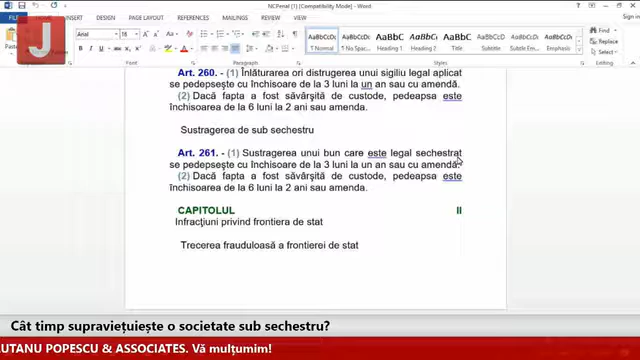 NCPenal (1) [Compatibility Mode] - Word
Sign in
FILE
INSERT DESIGN PAGE LAYOUT REFERENCES MAILINGS REVIEW VIEW
J
Arial 16
Find
Replace
Select
AaBbCcDc AaBbCcDc AaBbC AaBbCc AaB AaBbCcD
¶ Normal ¶ No Spac... Heading 1 Heading 2 Title Subtitle
Paste
Font Paragraph Styles Editing
Art. 260. - (1) Înlăturarea ori distrugerea unui sigiliu legal aplicat
se pedepseşte cu închisoare de la 3 luni la un an sau cu amendă.
(2) Dacă fapta a fost săvârşită de custode, pedeapsa este
închisoarea de la 6 luni la 2 ani sau amenda.
Sustragerea de sub sechestru
Art. 261. - (1) Sustragerea unui bun care este legal sechestrat
se pedepseşte cu închisoare de la 3 luni la un an sau cu amendă.
(2) Dacă fapta a fost săvârşită de custode, pedeapsa este
închisoarea de la 6 luni la 2 ani sau amenda.
CAPITOLUL II
Infracţiuni privind frontiera de stat
Trecerea frauduloasă a frontierei de stat
Cât timp supraviețuiește o societate sub sechestru?
UTANU POPESCU & ASSOCIATES. Vă mulțumim!